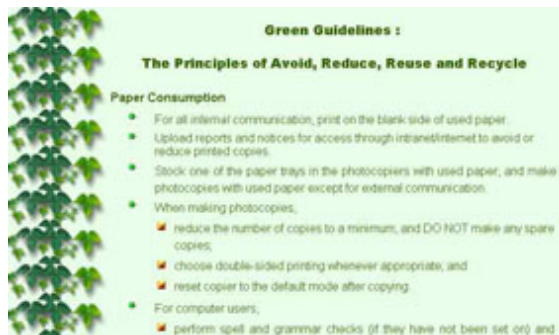 Green Guidelines :
The Principles of Avoid, Reduce, Reuse and Recycle
Paper Consumption
For all internal communication, print on the blank side of used paper.
Upload reports and notices for access through intranet/internet to avoid or
reduce printed copies.
Stock one of the paper trays in the photocopiers with used paper, and make
photocopies with used paper except for external communication.
When making photocopies,
reduce the number of copies to a minimum, and DO NOT make any spare
copies;
choose double-sided printing whenever appropriate; and
reset copier to the default mode after copying.
For computer users,
perform spell and grammar checks (if they have not been set on) and